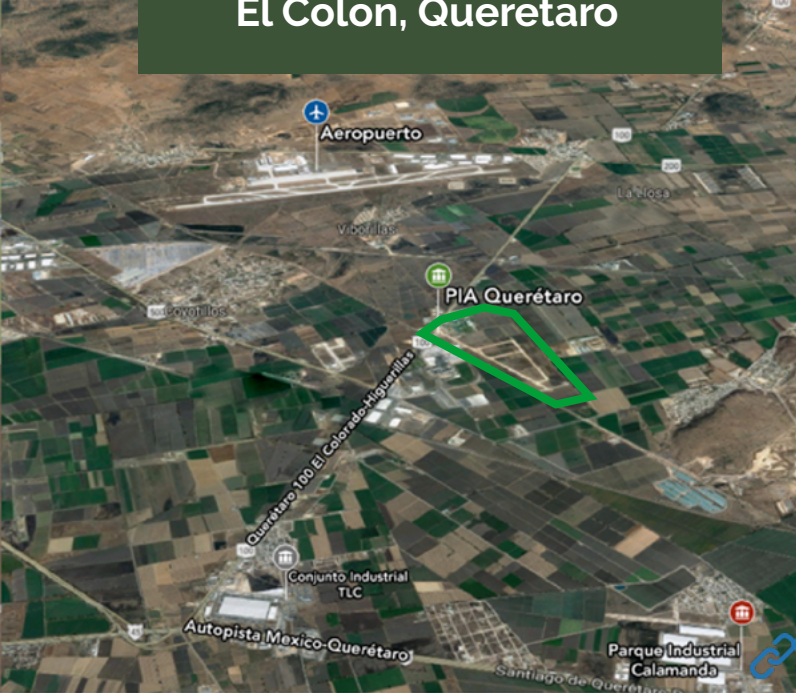 El Colon, Queretaro
Aeropuerto
100
200
La Llosa
Viborillas
PIA Querétaro
Coyotillos
100
Querétaro 100 El Colorado-Higuerillas
100
Conjunto Industrial
TLC
45
Autopista Mexico-Querétaro
Parque Industrial
Calamanda
Santiago de Querétaro